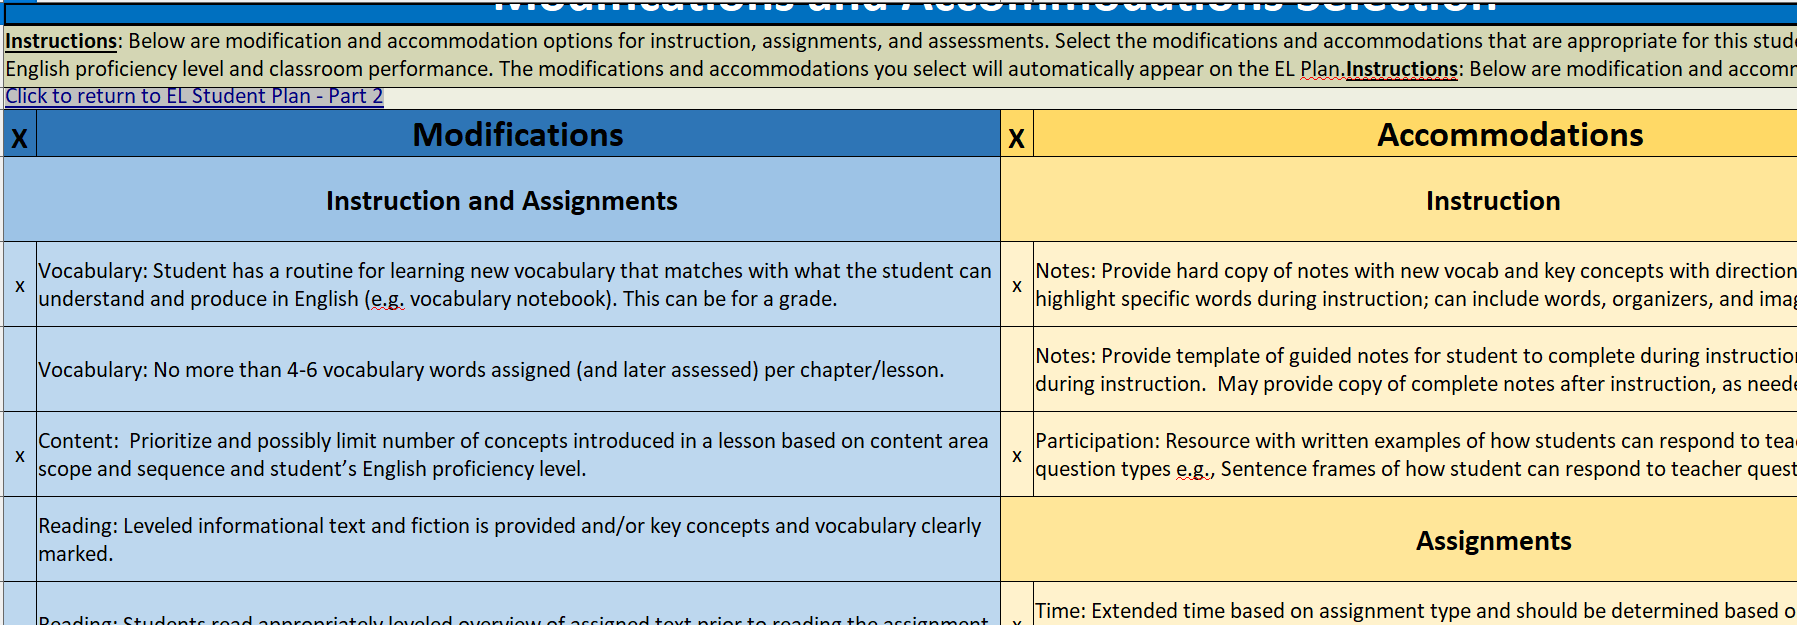 Modifications and Accommodations Selection
Instructions: Below are modification and accommodation options for instruction, assignments, and assessments. Select the modifications and accommodations that are appropriate for this
English proficiency level and classroom performance. The modifications and accommodations you select will automatically appear on the EL Plan.Instructions: Below are modification and
Click to return to EL Student Plan - Part 2
X Modifications X Accommodations
Instruction and Assignments
Instruction
x Vocabulary: Student has a routine for learning new vocabulary that matches with what the student can
understand and produce in English (e.g. vocabulary notebook). This can be for a grade.
x Notes: Provide hard copy of notes with new vocab and key concepts with
highlight specific words during instruction; can include words, organizers, and
Vocabulary: No more than 4-6 vocabulary words assigned (and later assessed) per chapter/lesson.
Notes: Provide template of guided notes for student to complete during
during instruction.  May provide copy of complete notes after instruction, as
x Content:  Prioritize and possibly limit number of concepts introduced in a lesson based on content area
scope and sequence and student’s English proficiency level.
x Participation: Resource with written examples of how students can respond to
question types e.g., Sentence frames of how student can respond to teacher
Reading: Leveled informational text and fiction is provided and/or key concepts and vocabulary clearly
marked.
Assignments
Reading: Students read appropriately leveled overview of assigned text prior to reading the assignment
x Time: Extended time based on assignment type and should be determined based